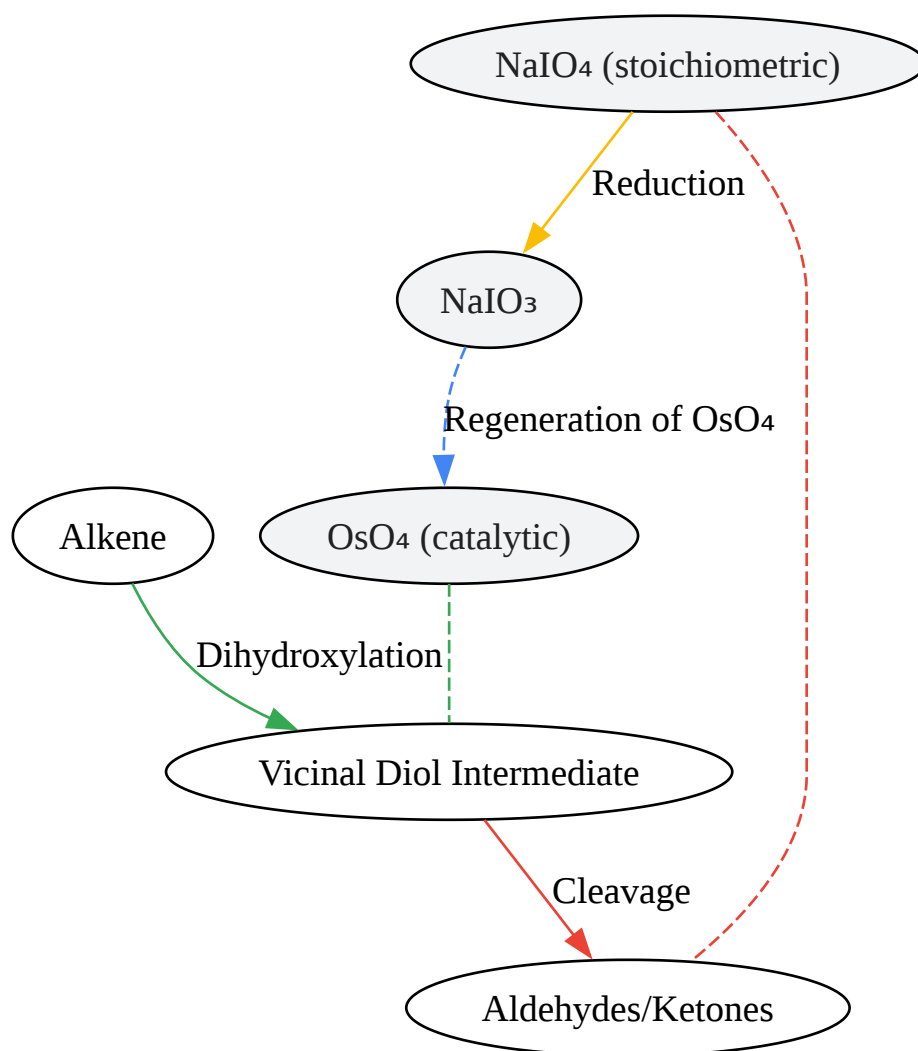 NaIO₄ (stoichiometric)
Reduction
NaIO₃
Regeneration of OsO₄
Alkene
OsO₄ (catalytic)
Dihydroxylation
Vicinal Diol Intermediate
Cleavage
Aldehydes/Ketones